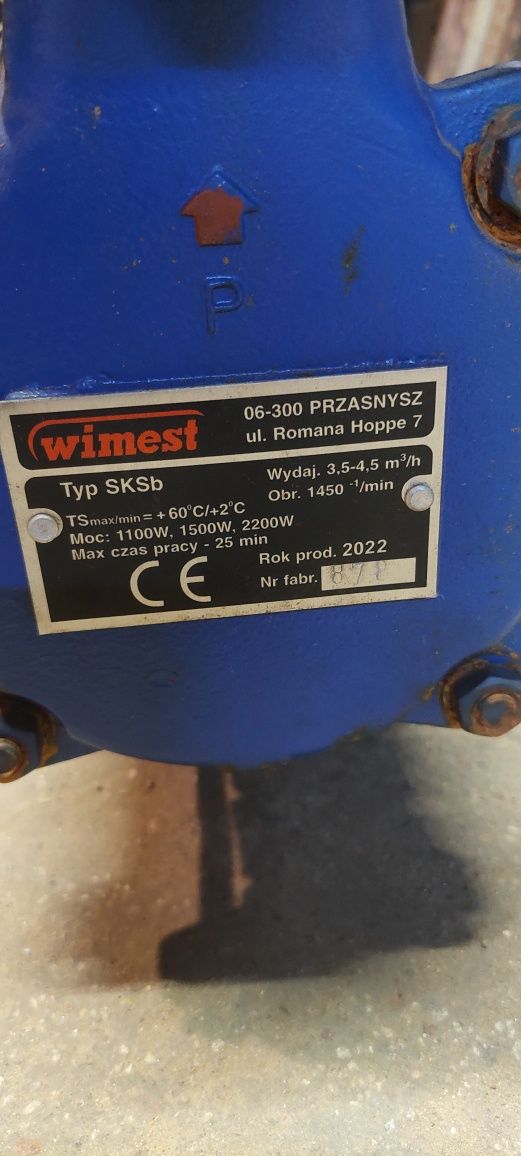 P
wimest
06-300 PRZASNYSZ
ul. Romana Hoppe 7
Typ SKSb
Wydaj. 3,5-4,5 m³/h
Obr. 1450 ⁻¹/min
TSmax/min = +60°C/+2°C
Moc: 1100W, 1500W, 2200W
Max czas pracy - 25 min
CE
Rok prod. 2022
Nr fabr.